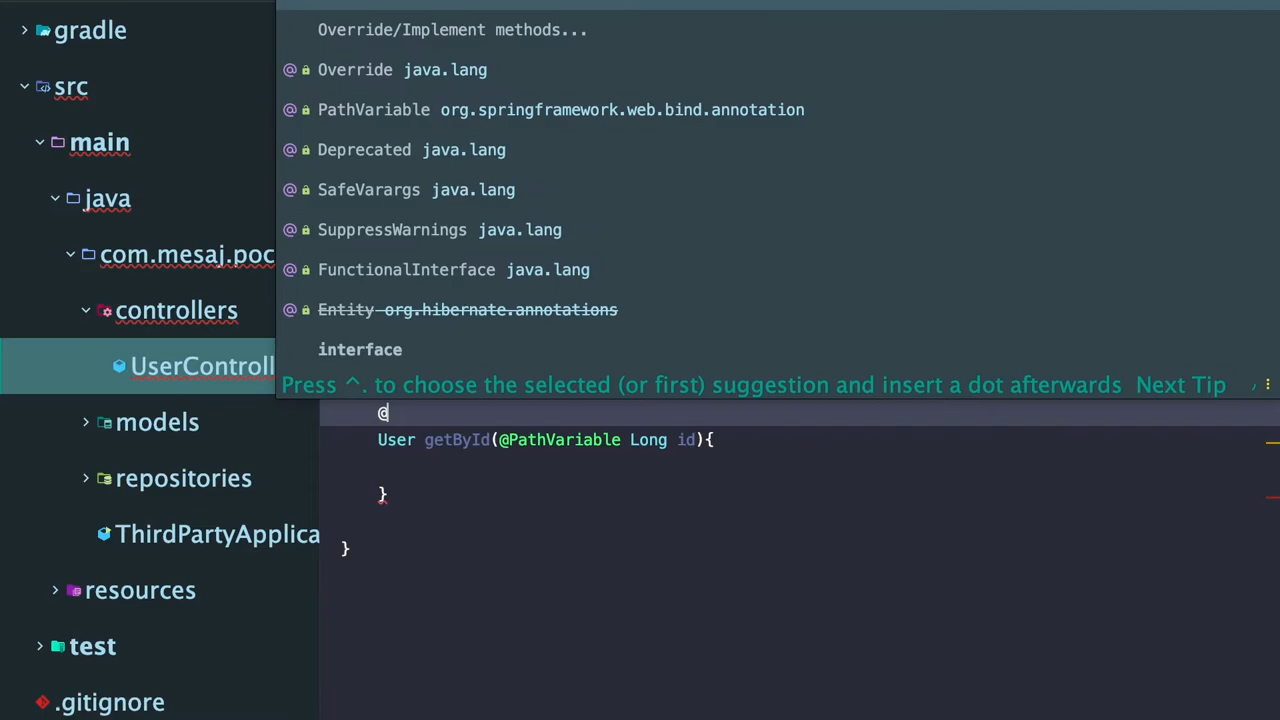 gradle
src
main
java
com.mesaj.poc
controllers
UserControll
models
repositories
ThirdPartyApplica
resources
test
.gitignore
Override/Implement methods...
@ Override java.lang
@ PathVariable org.springframework.web.bind.annotation
@ Deprecated java.lang
@ SafeVarargs java.lang
@ SuppressWarnings java.lang
@ FunctionalInterface java.lang
@ Entity org.hibernate.annotations
interface
Press ^. to choose the selected (or first) suggestion and insert a dot afterwards Next Tip
@
User getById(@PathVariable Long id){
}
}